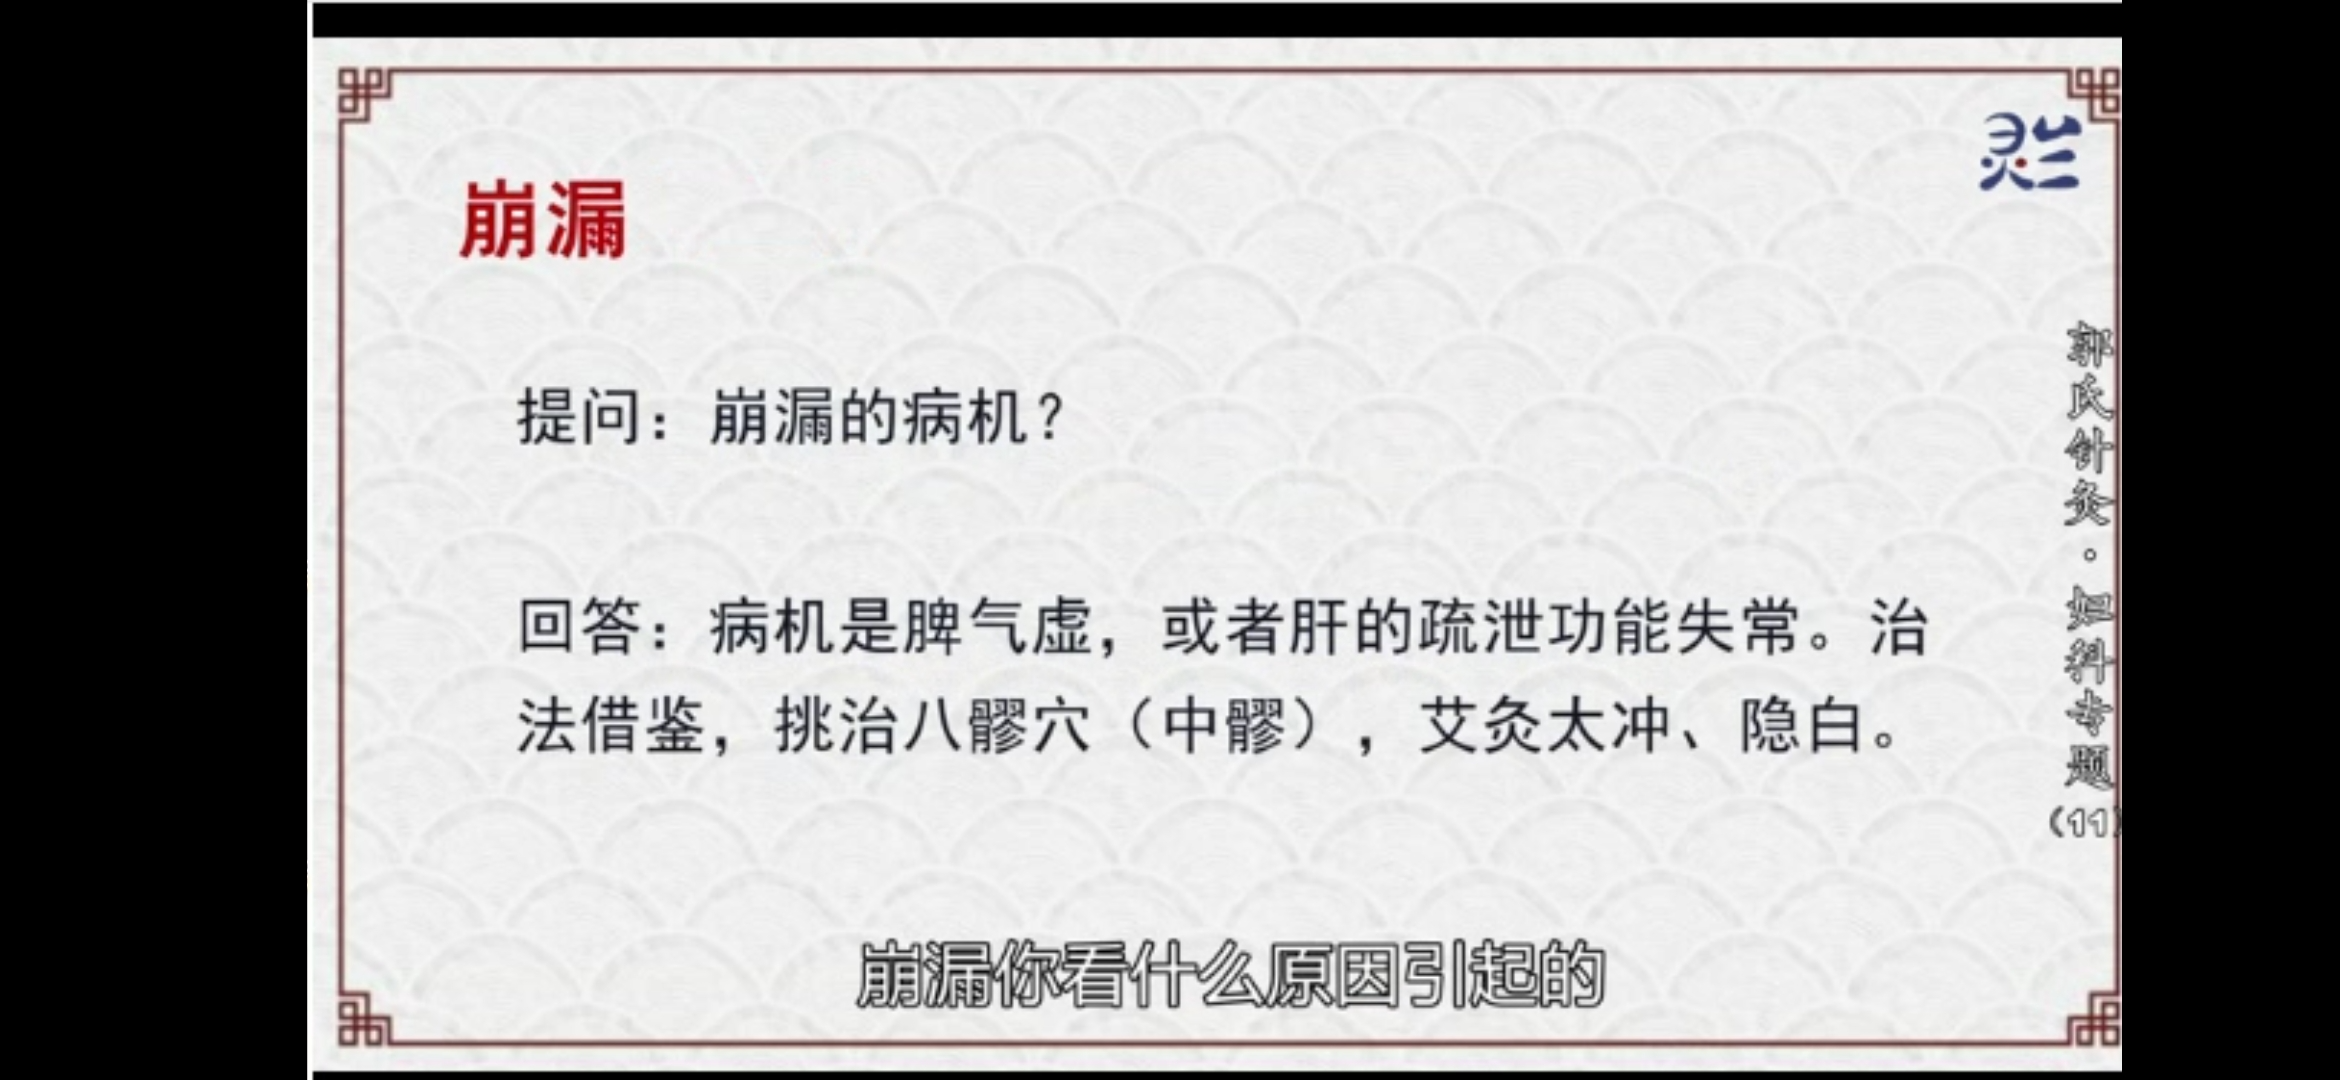 崩漏
提问：崩漏的病机？
回答：病机是脾气虚，或者肝的疏泄功能失常。治
法借鉴，挑治八髎穴（中髎），艾灸太冲、隐白。
郭氏针灸·妇科专题(11)
崩漏你看什么原因引起的